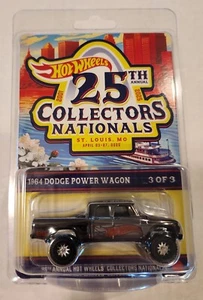 Hot Wheels
25TH
ANNUAL
COLLECTORS
NATIONALS
ST. LOUIS, MO
1964 DODGE POWER WAGON
3 OF 3
ANNUAL HOT WHEELS COLLECTORS NATIONALS